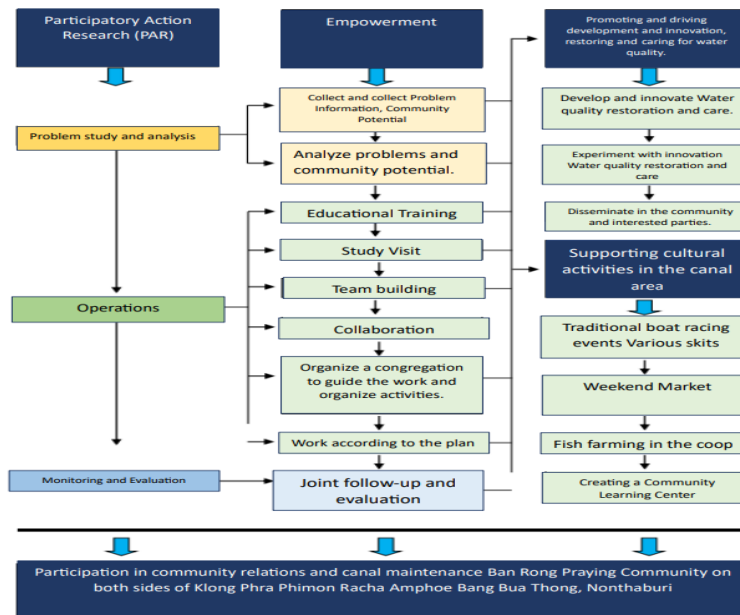 Participatory Action
Research (PAR)
Problem study and analysis
Operations
Monitoring and Evaluation
Empowerment
Collect and collect Problem
Information, Community
Potential
Analyze problems and
community potential.
Educational Training
Study Visit
Team building
Collaboration
Organize a congregation
to guide the work and
organize activities.
Work according to the plan
Joint follow-up and
evaluation
Promoting and driving
development and innovation,
restoring and caring for water
quality.
Develop and innovate Water
quality restoration and care.
Experiment with innovation
Water quality restoration and
care
Disseminate in the community
and interested parties.
Supporting cultural
activities in the canal
area
Traditional boat racing
events Various skits
Weekend Market
Fish farming in the coop
Creating a Community
Learning Center
Participation in community relations and canal maintenance Ban Rong Praying Community on
both sides of Klong Phra Phimon Racha Amphoe Bang Bua Thong, Nonthaburi